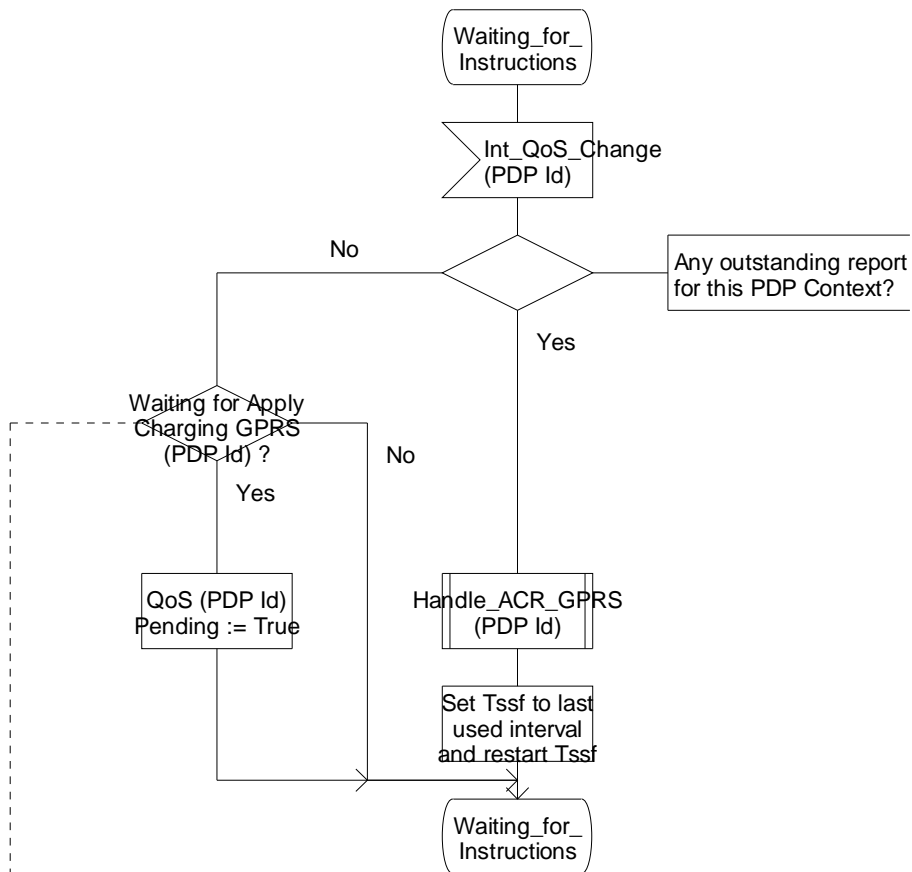 Waiting_for_
Instructions
Int_QoS_Change
(PDP Id)
No
Any outstanding report
for this PDP Context?
Yes
Waiting for Apply
Charging GPRS
(PDP Id) ?
No
Yes
QoS (PDP Id)
Pending := True
Handle_ACR_GPRS
(PDP Id)
Set Tssf to last
used interval
and restart Tssf
Waiting_for_
Instructions